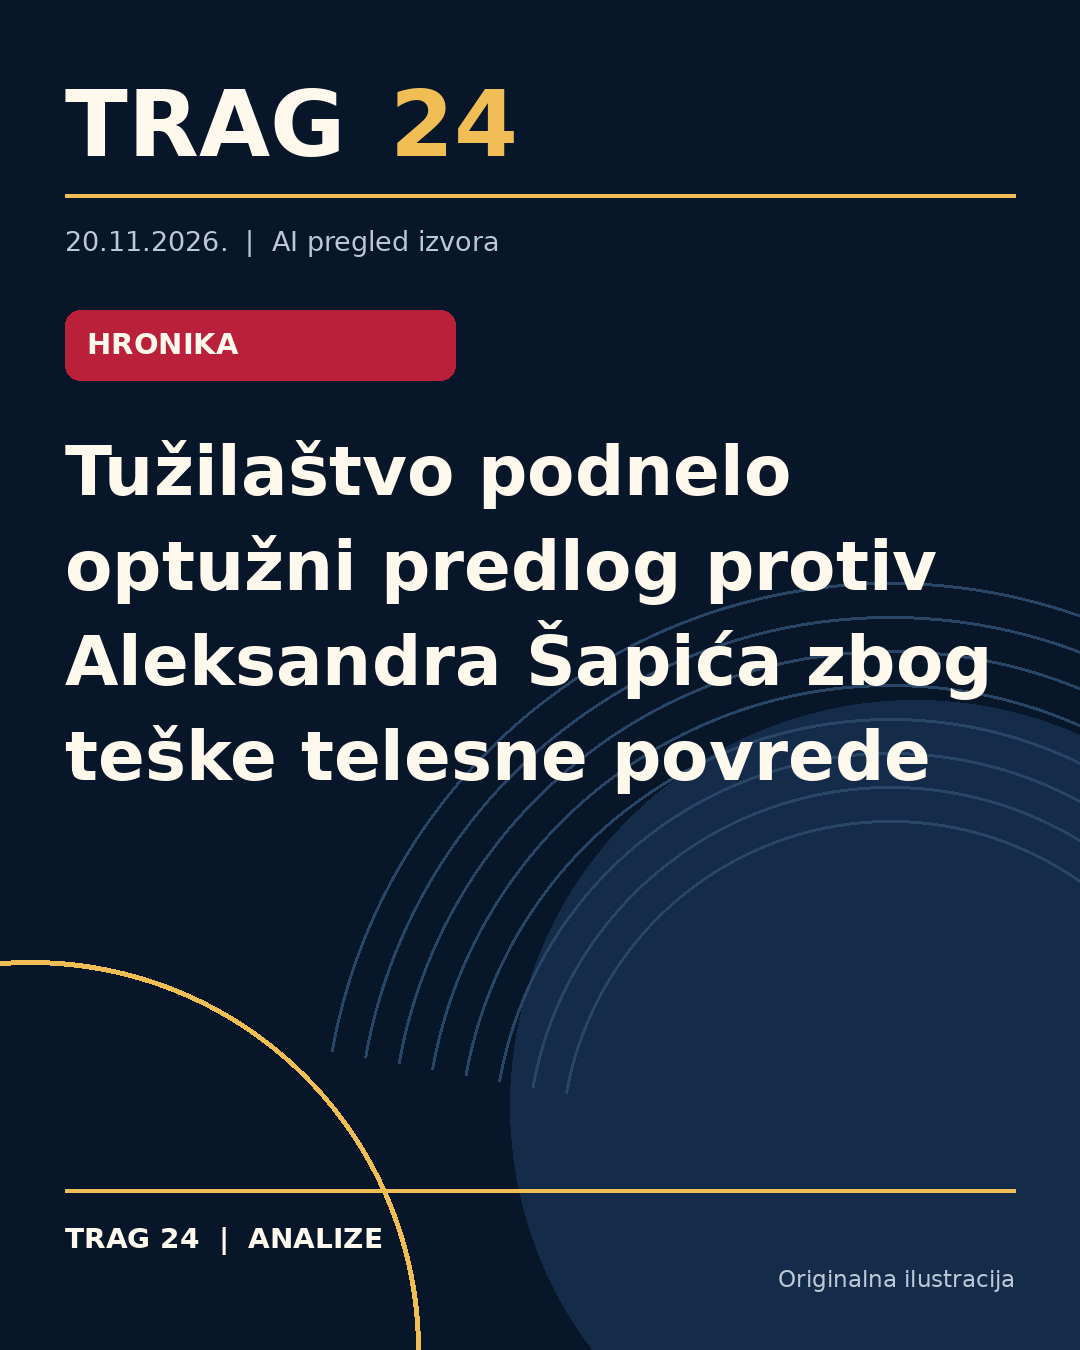 TRAG 24
20.11.2026. | AI pregled izvora
HRONIKA
Tužilaštvo podnelo
optužni predlog protiv
Aleksandra Šapića zbog
teške telesne povrede
TRAG 24 | ANALIZE
Originalna ilustracija